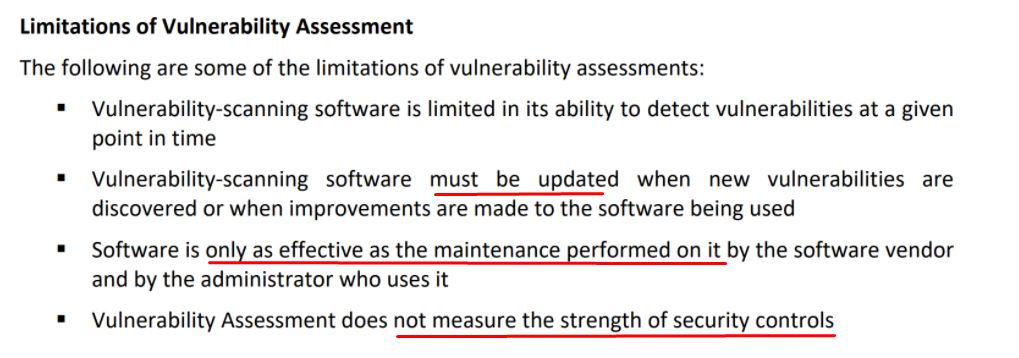 Limitations of Vulnerability Assessment
The following are some of the limitations of vulnerability assessments:
▪ Vulnerability-scanning software is limited in its ability to detect vulnerabilities at a given
point in time
▪ Vulnerability-scanning software must be updated when new vulnerabilities are
discovered or when improvements are made to the software being used
▪ Software is only as effective as the maintenance performed on it by the software vendor
and by the administrator who uses it
▪ Vulnerability Assessment does not measure the strength of security controls